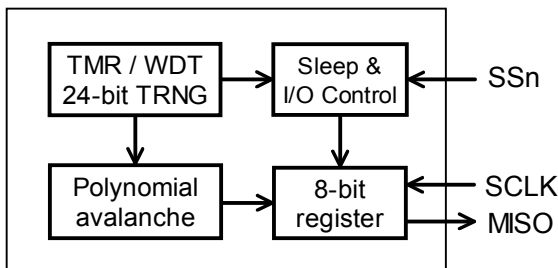 TMR / WDT
24-bit TRNG
Sleep &
I/O Control
SSn
Polynomial
avalanche
8-bit
register
SCLK
MISO